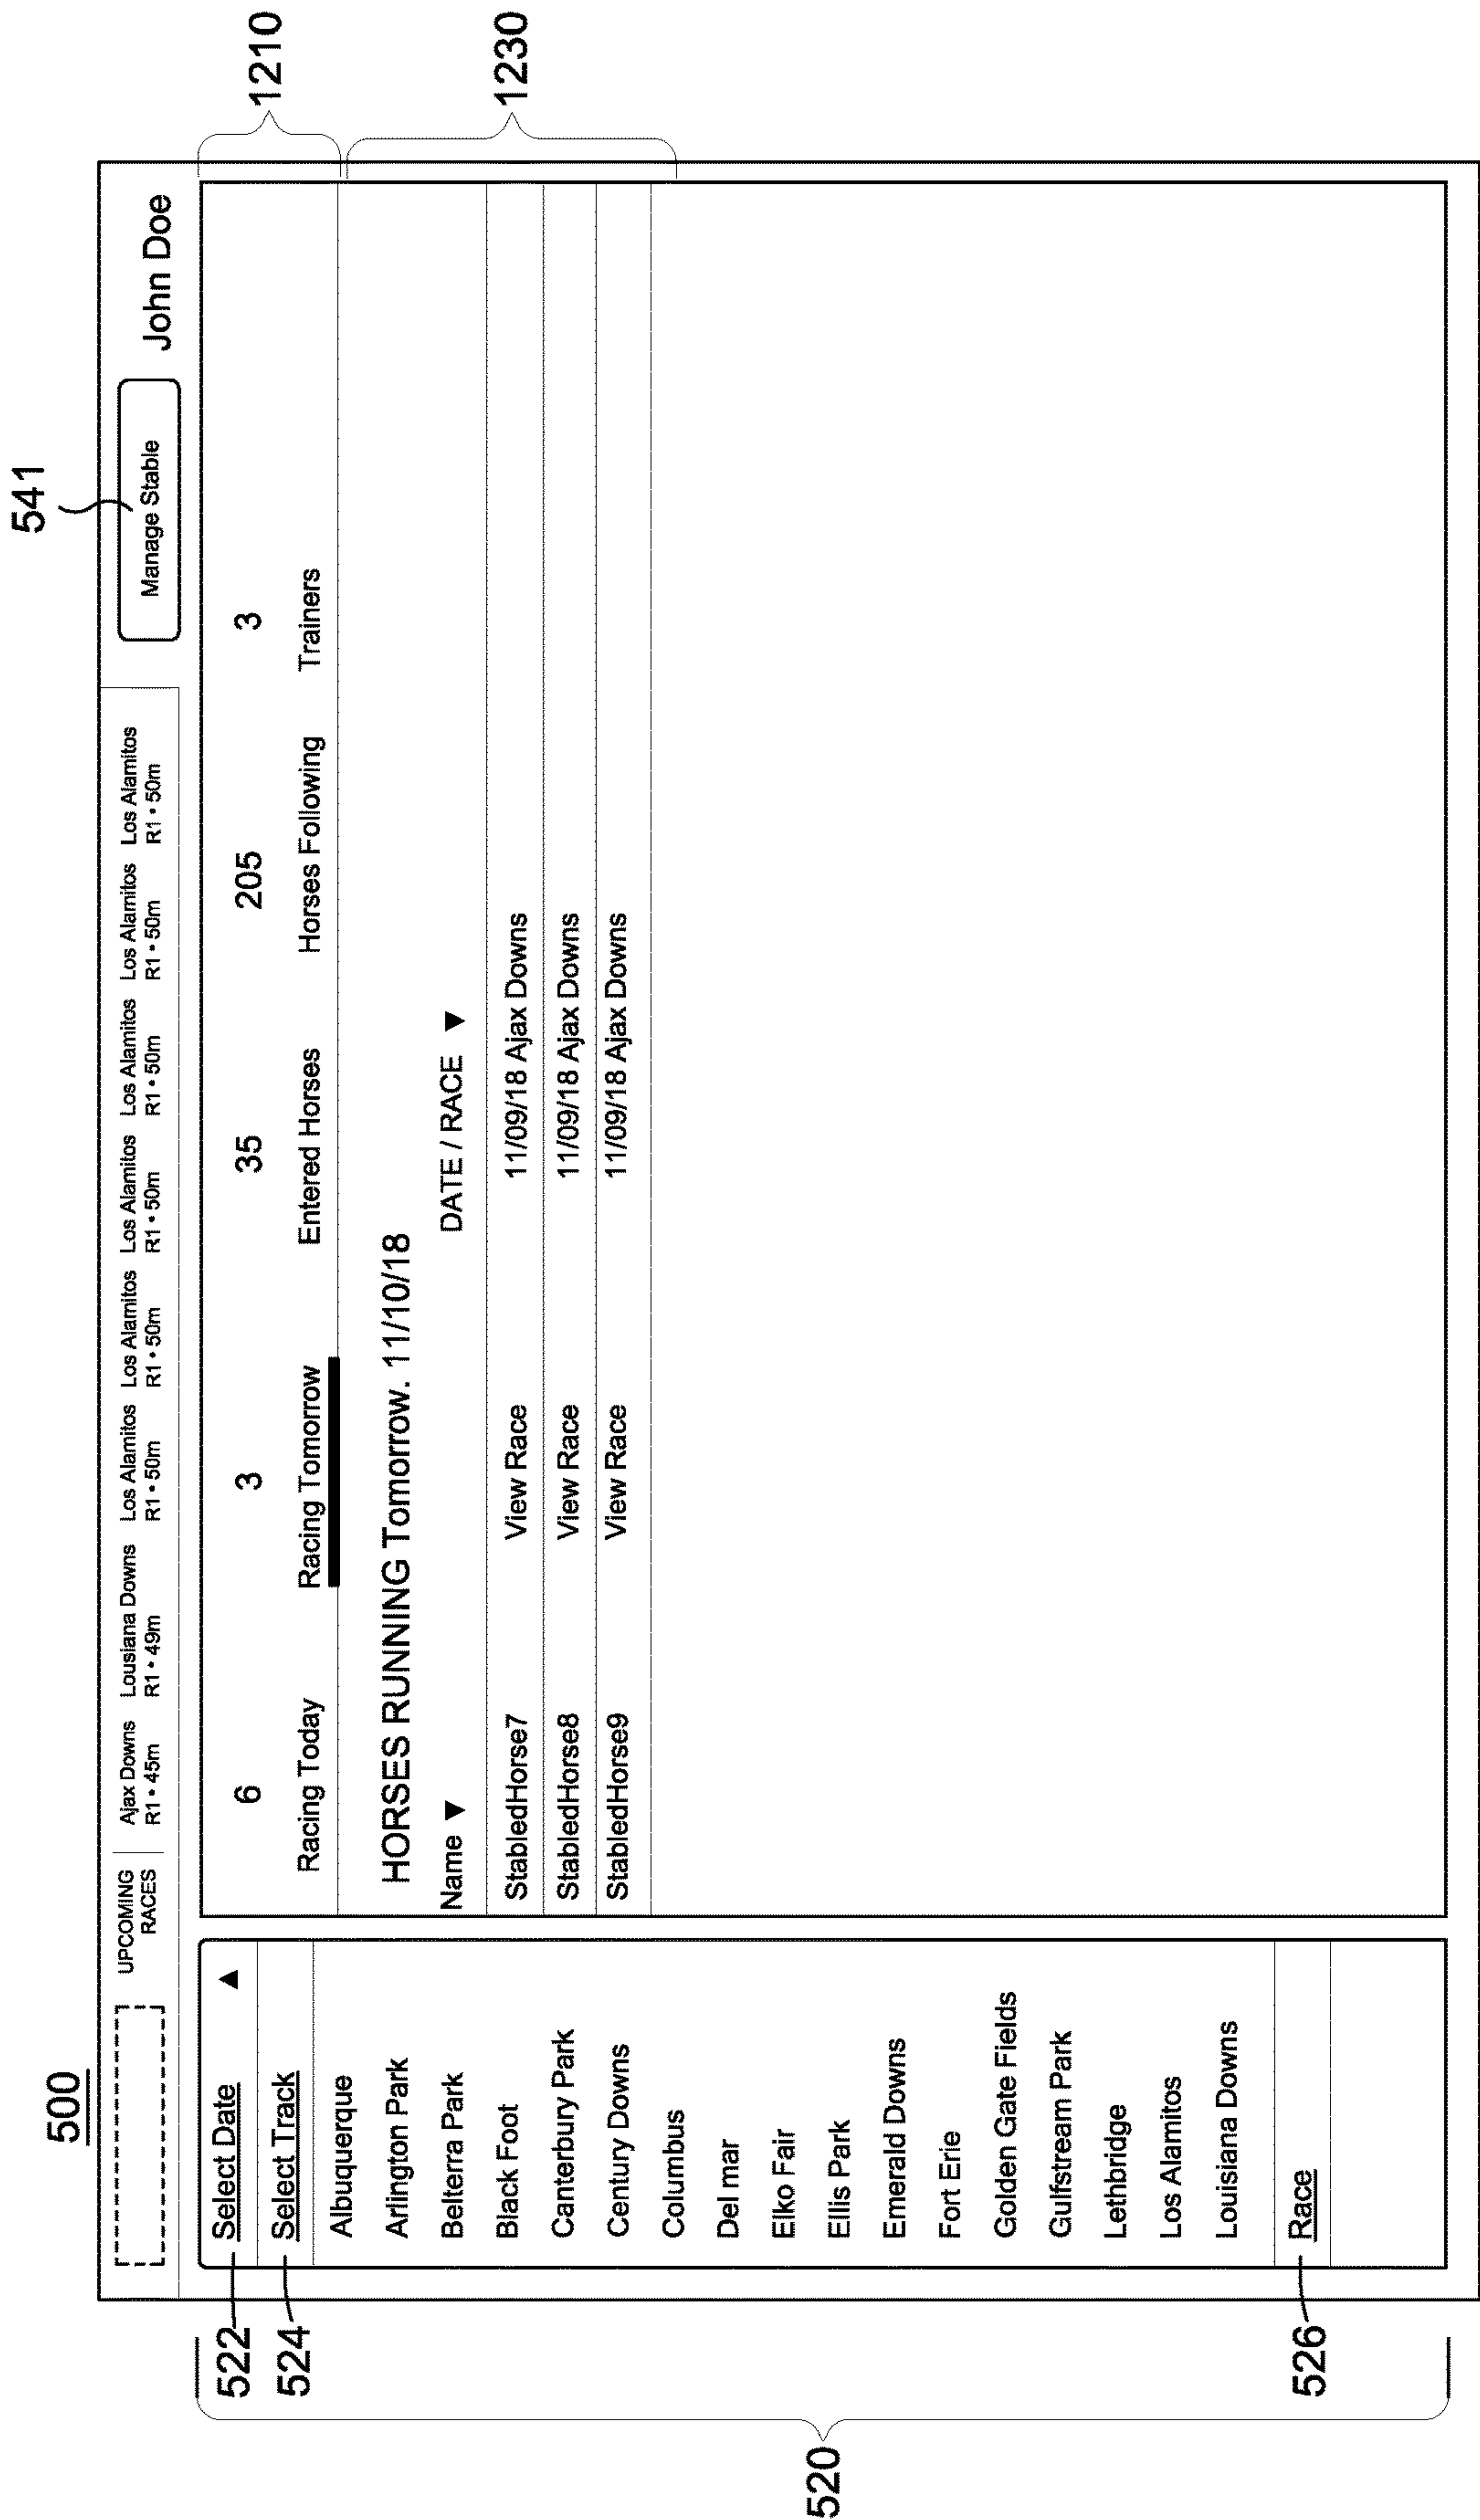 500
541
UPCOMING
RACES
Ajax Downs
R1 • 45m
Lousiana Downs
R1 • 49m
Los Alamitos
R1 • 50m
Los Alamitos
R1 • 50m
Los Alamitos
R1 • 50m
Los Alamitos
R1 • 50m
Los Alamitos
R1 • 50m
Los Alamitos
R1 • 50m
Manage Stable
John Doe
520
522
Select Date ▲
524
Select Track
Albuquerque
Arlington Park
Belterra Park
Black Foot
Canterbury Park
Century Downs
Columbus
Del mar
Elko Fair
Ellis Park
Emerald Downs
Fort Erie
Golden Gate Fields
Gulfstream Park
Lethbridge
Los Alamitos
Louisiana Downs
526
Race
6 3 35 205 3
Racing Today Racing Tomorrow Entered Horses Horses Following Trainers
1210
HORSES RUNNING Tomorrow. 11/10/18
Name ▼ DATE / RACE ▼
StabledHorse7 View Race 11/09/18 Ajax Downs
StabledHorse8 View Race 11/09/18 Ajax Downs
StabledHorse9 View Race 11/09/18 Ajax Downs
1230